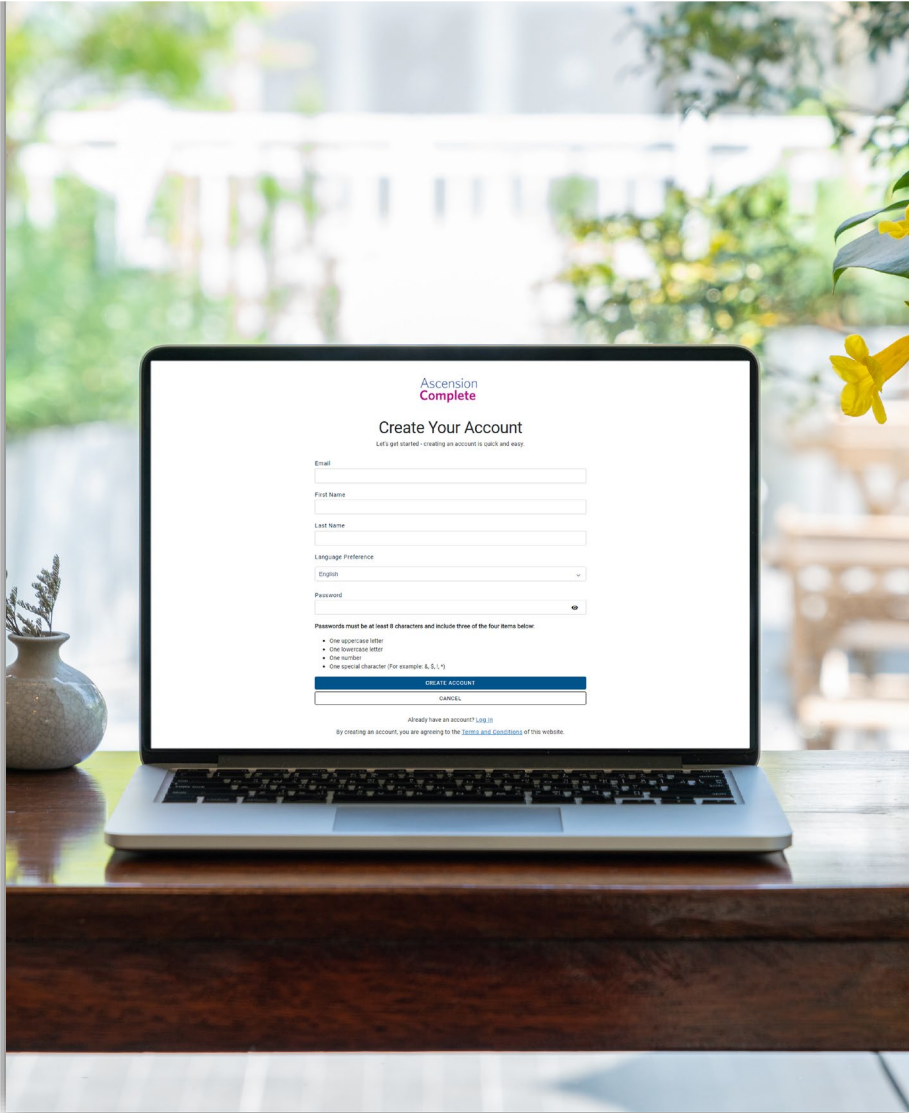 Ascension
Complete
Create Your Account
Let's get started - creating an account is quick and easy.
Email
First Name
Last Name
Language Preference
English
Password
Passwords must be at least 8 characters and include three of the four items below:
One uppercase letter
One lowercase letter
One number
One special character (For example: &, $, !, *)
CREATE ACCOUNT
CANCEL
Already have an account? Log in
By creating an account, you are agreeing to the Terms and Conditions of this website.